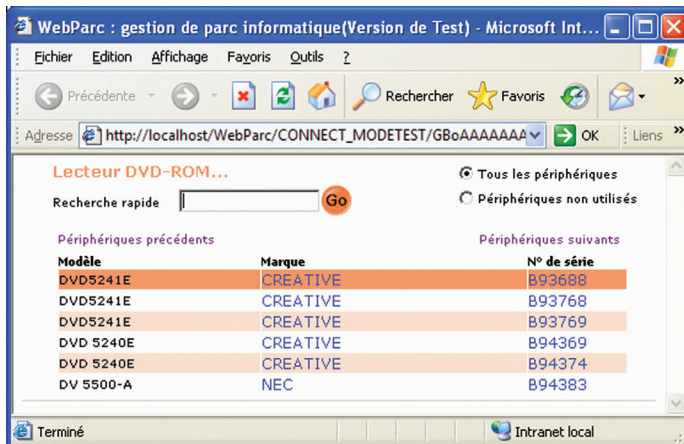 WebParc : gestion de parc informatique(Version de Test) - Microsoft Int...
Fichier Edition Affichage Favoris Outils ?
Précédente Rechercher Favoris »
Adresse http://localhost/WebParc/CONNECT_MODETEST/GBoAAAAAAA OK Liens »
Lecteur DVD-ROM... Tous les périphériques
Recherche rapide Go Périphériques non utilisés
Périphériques précédents Périphériques suivants
Modèle Marque N° de série
DVD5241E CREATIVE B93688
DVD5241E CREATIVE B93768
DVD5241E CREATIVE B93769
DVD 5240E CREATIVE B94369
DVD 5240E CREATIVE B94374
DV 5500-A NEC B94383
Terminé Intranet local